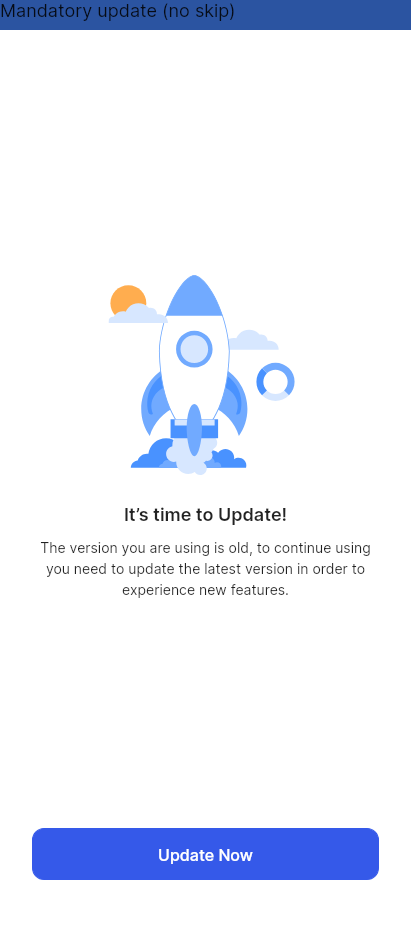 Mandatory update (no skip)
It’s time to Update!
The version you are using is old, to continue using
you need to update the latest version in order to
experience new features.
Update Now